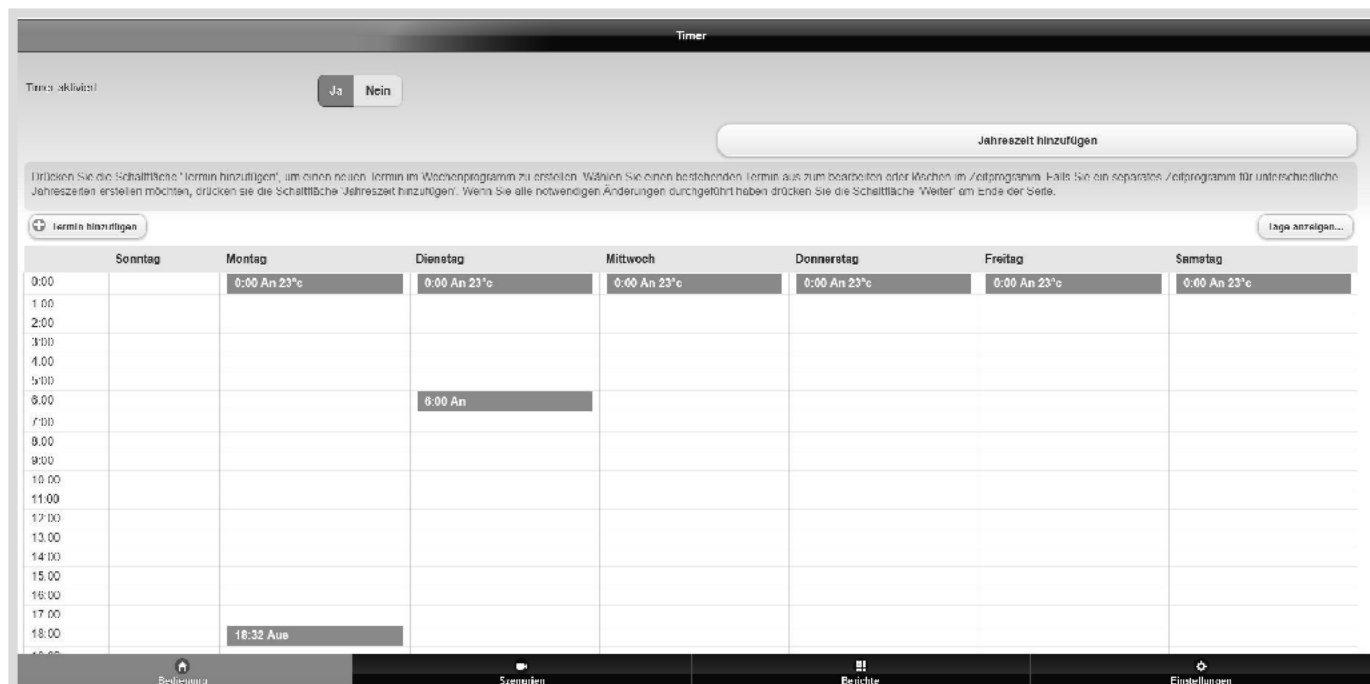 Timer
Timer aktiviert
Ja Nein
Jahreszeit hinzufügen
Drücken Sie die Schaltfläche 'Termin hinzufügen', um einen neuen Termin im Wochenprogramm zu erstellen. Wählen Sie einen bestehenden Termin aus zum bearbeiten oder löschen im Zeitprogramm. Falls Sie ein separates Zeitprogramm für unterschiedliche
Jahreszeiten erstellen möchten, drücken sie die Schaltfläche 'Jahreszeit hinzufügen'. Wenn Sie alle notwendigen Änderungen durchgeführt haben drücken Sie die Schaltfläche 'Weiter' am Ende der Seite.
Termin hinzufügen Tage anzeigen...
Sonntag Montag Dienstag Mittwoch Donnerstag Freitag Samstag
0:00 0:00 An 23°c 0:00 An 23°c 0:00 An 23°c 0:00 An 23°c 0:00 An 23°c 0:00 An 23°c
1:00
2:00
3:00
4:00
5:00
6:00 6:00 An
7:00
8:00
9:00
10:00
11:00
12:00
13:00
14:00
15:00
16:00
17:00
18:00 18:32 Aus
Bedienung Szenarien Berichte Einstellungen